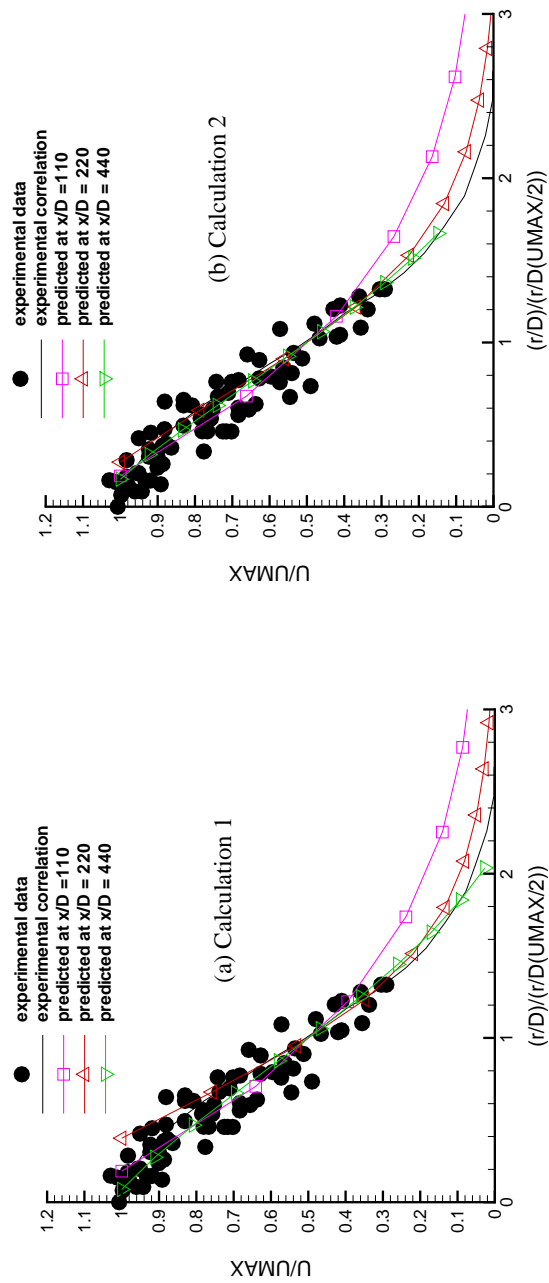 experimental data
experimental correlation
predicted at x/D =110
predicted at x/D = 220
predicted at x/D = 440
(a) Calculation 1
U/UMAX
1.2
1.1
1
0.9
0.8
0.7
0.6
0.5
0.4
0.3
0.2
0.1
0
0
1
2
3
(r/D)/(r/D(UMAX/2))
experimental data
experimental correlation
predicted at x/D =110
predicted at x/D = 220
predicted at x/D = 440
(b) Calculation 2
U/UMAX
1.2
1.1
1
0.9
0.8
0.7
0.6
0.5
0.4
0.3
0.2
0.1
0
0
1
2
3
(r/D)/(r/D(UMAX/2))